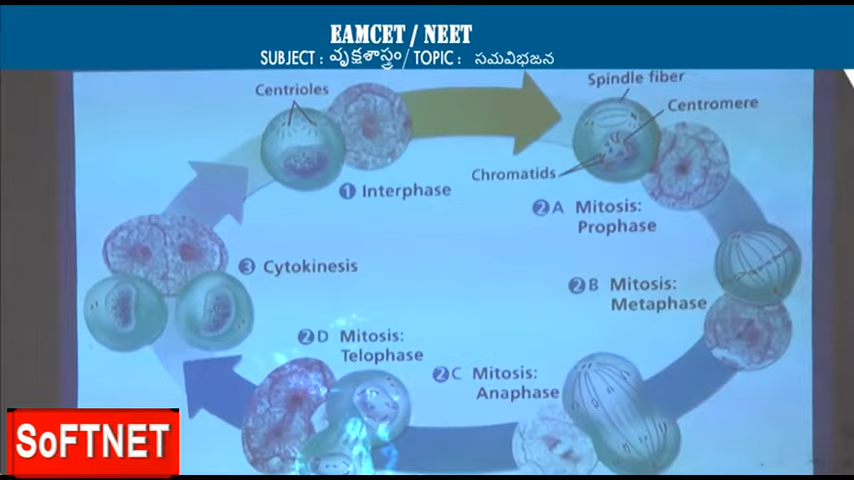 EAMCET / NEET
SUBJECT : వృక్షశాస్త్రం / TOPIC : సమవిభజన
Centrioles
Spindle fiber
Centromere
Chromatids
1 Interphase
2A Mitosis:
Prophase
2B Mitosis:
Metaphase
3 Cytokinesis
2D Mitosis:
Telophase
2C Mitosis:
Anaphase
SoFTNET